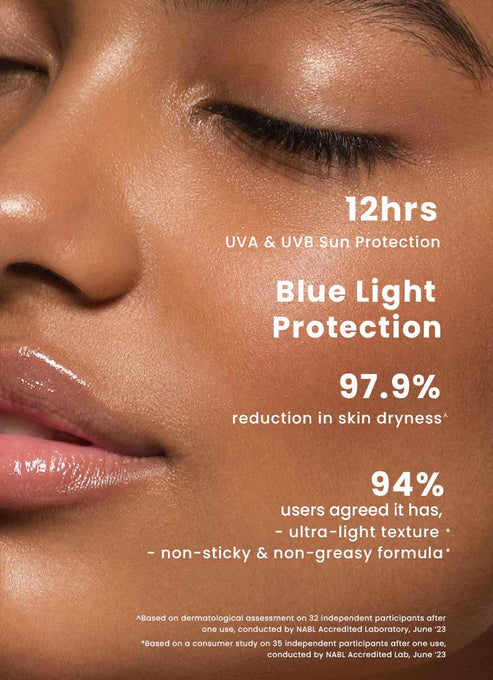 12hrs
UVA & UVB Sun Protection
Blue Light
Protection
97.9%
reduction in skin dryness^
94%
users agreed it has,
- ultra-light texture *
- non-sticky & non-greasy formula*
^Based on dermatological assessment on 32 independent participants after
one use, conducted by NABL Accredited Laboratory, June '23
*Based on a consumer study on 35 independent participants after one use,
conducted by NABL Accredited Lab, June '23